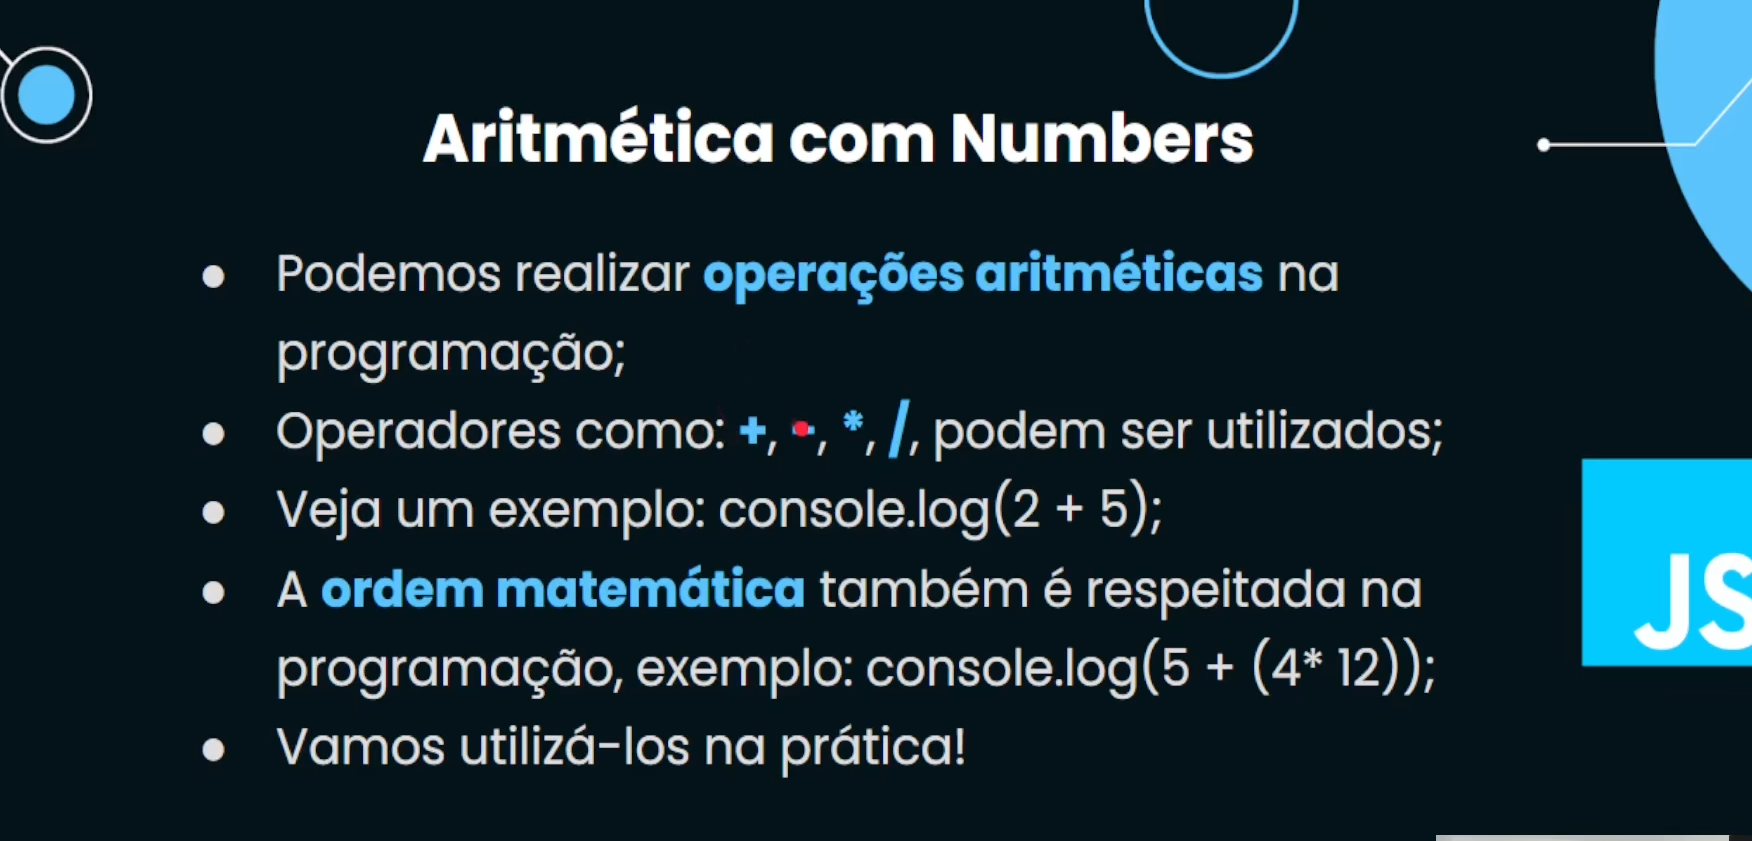 Aritmética com Numbers
● Podemos realizar operações aritméticas na
programação;
● Operadores como: +, -, *, /, podem ser utilizados;
● Veja um exemplo: console.log(2 + 5);
● A ordem matemática também é respeitada na
programação, exemplo: console.log(5 + (4* 12));
● Vamos utilizá-los na prática!
JS